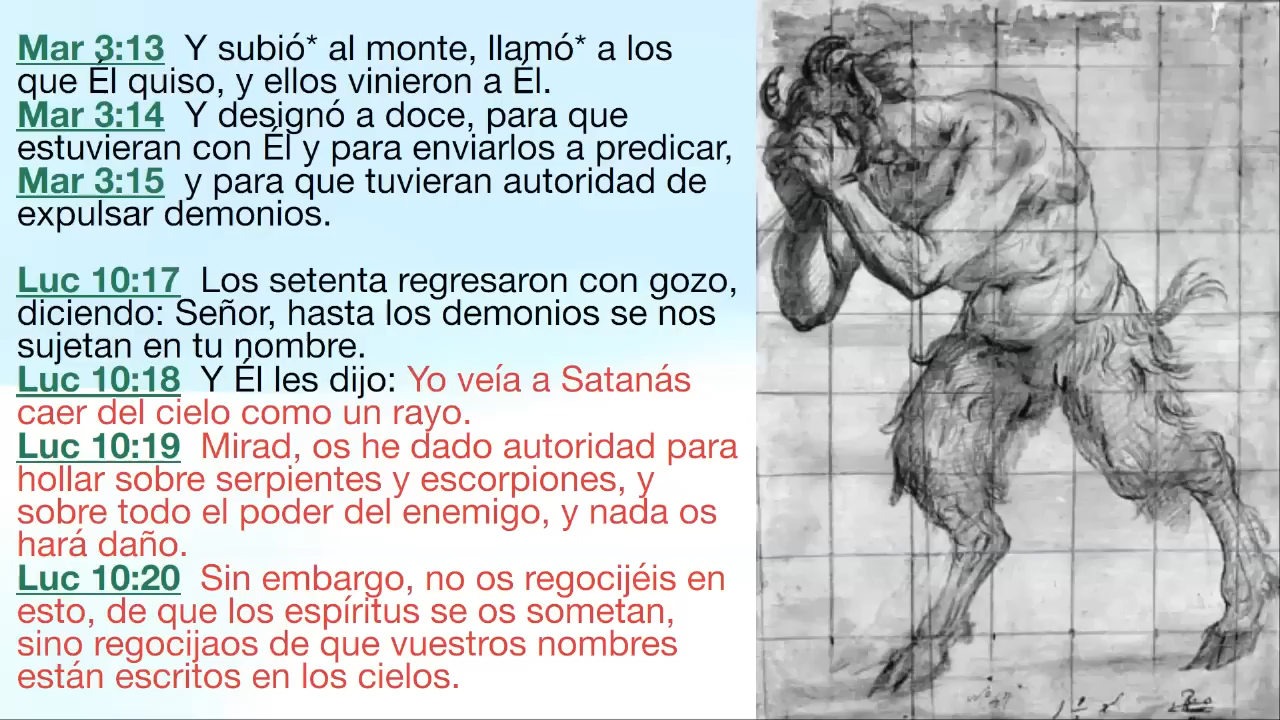 Mar 3:13 Y subió* al monte, llamó* a los
que Él quiso, y ellos vinieron a Él.
Mar 3:14 Y designó a doce, para que
estuvieran con Él y para enviarlos a predicar,
Mar 3:15 y para que tuvieran autoridad de
expulsar demonios.
Luc 10:17 Los setenta regresaron con gozo,
diciendo: Señor, hasta los demonios se nos
sujetan en tu nombre.
Luc 10:18 Y Él les dijo: Yo veía a Satanás
caer del cielo como un rayo.
Luc 10:19 Mirad, os he dado autoridad para
hollar sobre serpientes y escorpiones, y
sobre todo el poder del enemigo, y nada os
hará daño.
Luc 10:20 Sin embargo, no os regocijéis en
esto, de que los espíritus se os sometan,
sino regocijaos de que vuestros nombres
están escritos en los cielos.